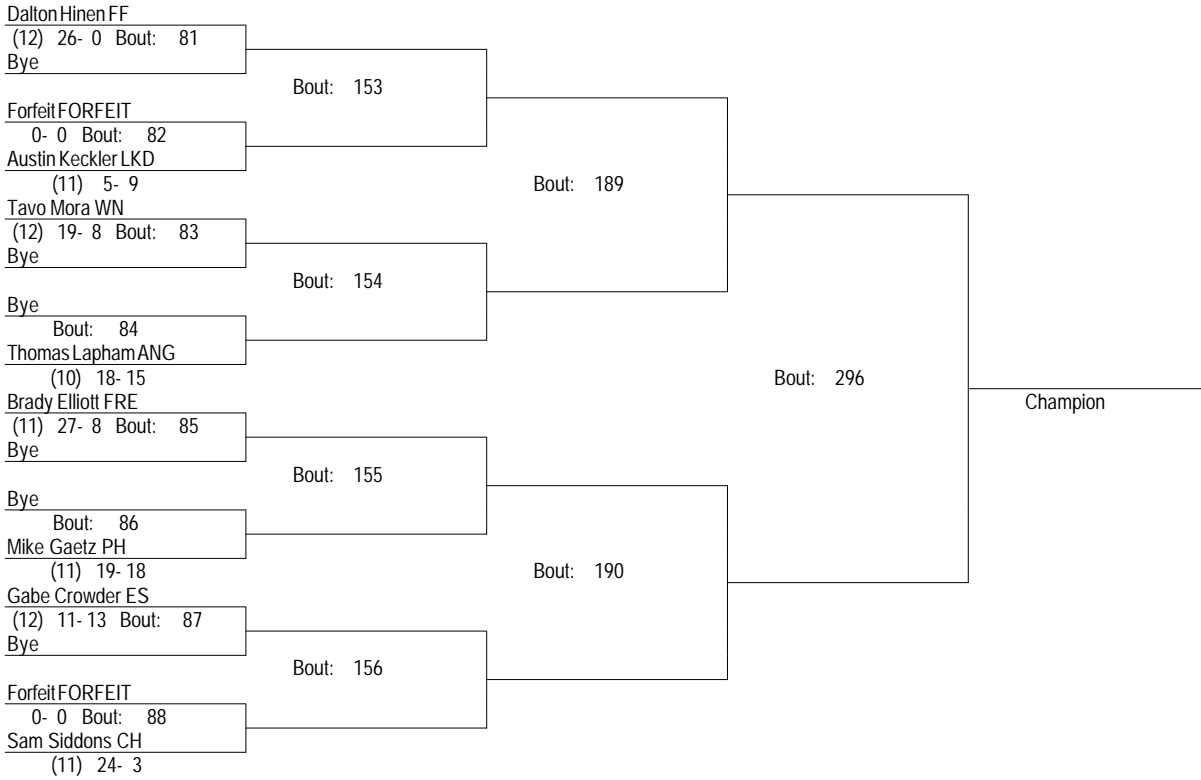 Dalton Hinen FF
(12) 26- 0 Bout: 81
Bye
Bout: 153
Forfeit FORFEIT
0- 0 Bout: 82
Austin Keckler LKD
(11) 5- 9
Bout: 189
Tavo Mora WN
(12) 19- 8 Bout: 83
Bye
Bout: 154
Bye
Bout: 84
Thomas Lapham ANG
(10) 18- 15
Bout: 296
Champion
Brady Elliott FRE
(11) 27- 8 Bout: 85
Bye
Bout: 155
Bye
Bout: 86
Mike Gaetz PH
(11) 19- 18
Bout: 190
Gabe Crowder ES
(12) 11- 13 Bout: 87
Bye
Bout: 156
Forfeit FORFEIT
0- 0 Bout: 88
Sam Siddons CH
(11) 24- 3